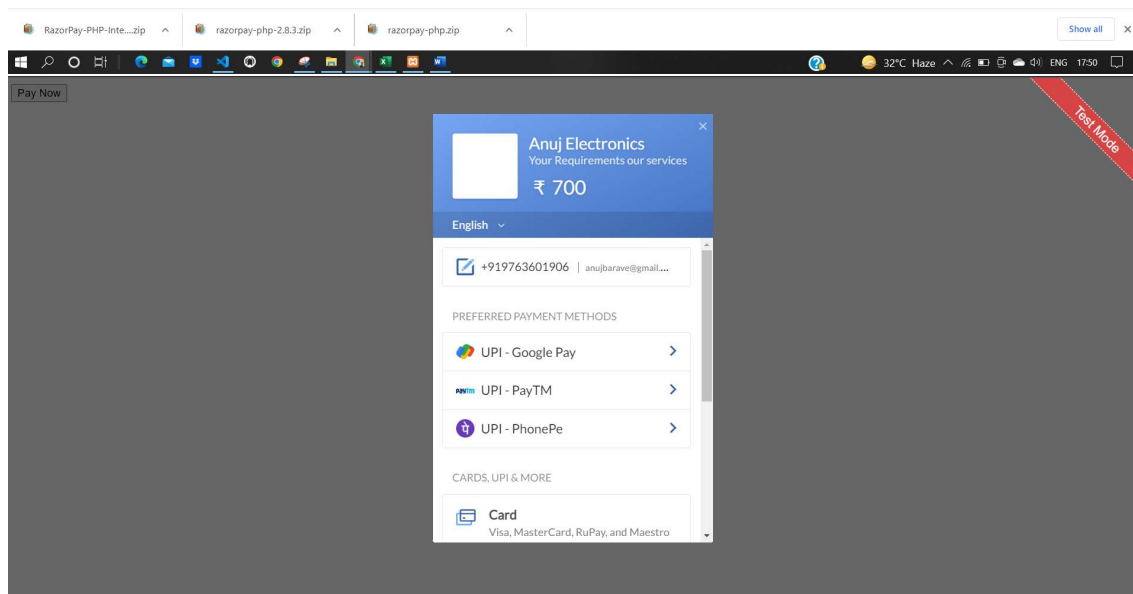 RazorPay-PHP-Inte....zip
razorpay-php-2.8.3.zip
razorpay-php.zip
Show all
32°C Haze
ENG
17:50
Pay Now
Test Mode
Anuj Electronics
Your Requirements our services
₹ 700
English
+919763601906 | anujbarave@gmail....
PREFERRED PAYMENT METHODS
UPI - Google Pay
paytm UPI - PayTM
पे UPI - PhonePe
CARDS, UPI & MORE
Card
Visa, MasterCard, RuPay, and Maestro